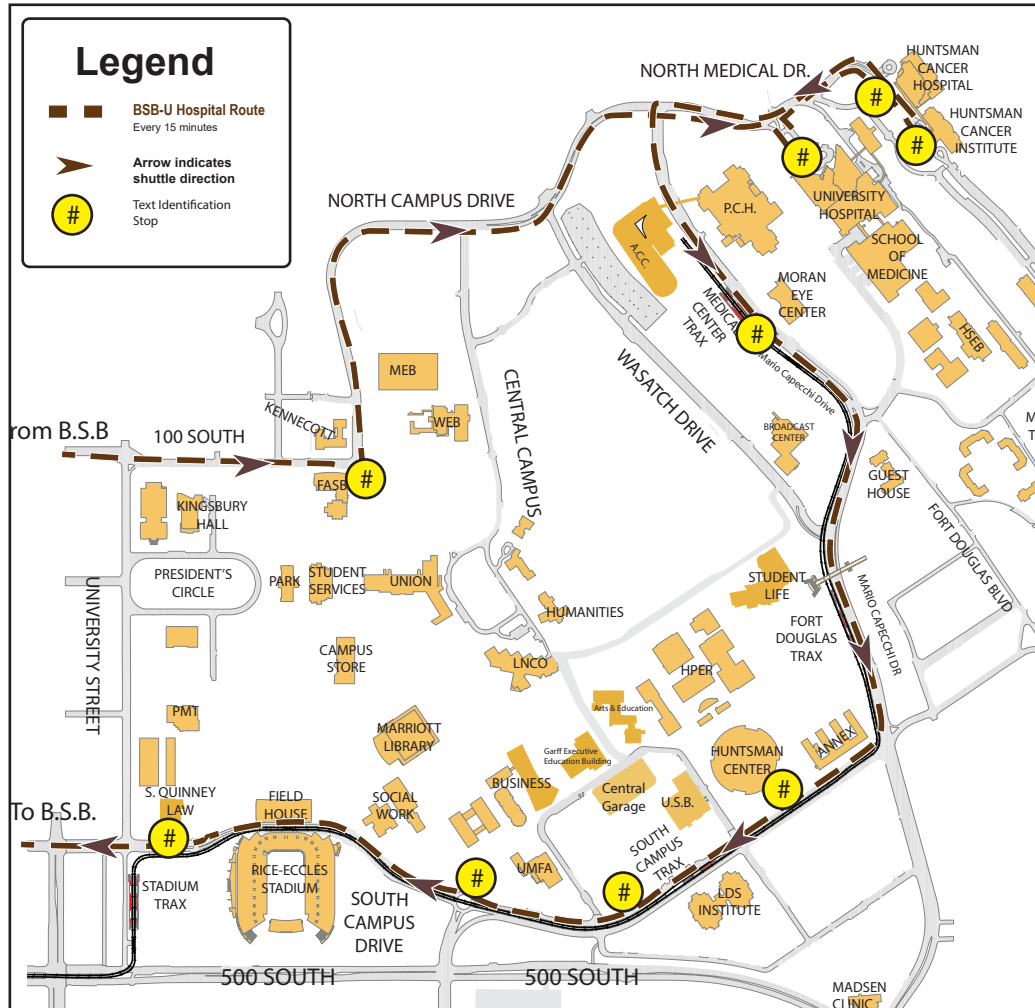 Legend
BSB-U Hospital Route
Every 15 minutes
Arrow indicates
shuttle direction
#
Text Identification
Stop
NORTH MEDICAL DR.
HUNTSMAN
CANCER
HOSPITAL
#
HUNTSMAN
CANCER
INSTITUTE
#
#
NORTH CAMPUS DRIVE
P.C.H.
UNIVERSITY
HOSPITAL
A.C.C.
SCHOOL
OF
MEDICINE
MORAN
EYE
CENTER
MEDICAL
CENTER
TRAX
#
HSEB
Mario Capecchi Drive
MEB
WEB
CENTRAL CAMPUS
WASATCH DRIVE
KENNECOTT
BROADCAST
CENTER
rom B.S.B
100 SOUTH
FASB
#
GUEST
HOUSE
KINGSBURY
HALL
FORT DOUGLAS BLVD
PRESIDENT'S
CIRCLE
PARK
STUDENT
SERVICES
UNION
STUDENT
LIFE
MARIO CAPECCHI DR
HUMANITIES
FORT
DOUGLAS
TRAX
UNIVERSITY STREET
CAMPUS
STORE
LNCO
HPER
PMT
Arts & Education
MARRIOTT
LIBRARY
Garff Executive
Education Building
HUNTSMAN
CENTER
ANNEX
BUSINESS
#
S. QUINNEY
LAW
FIELD
HOUSE
SOCIAL
WORK
Central
Garage
U.S.B.
To B.S.B.
#
SOUTH
CAMPUS
TRAX
RICE-ECCLES
STADIUM
UMFA
#
#
STADIUM
TRAX
LDS
INSTITUTE
SOUTH
CAMPUS
DRIVE
500 SOUTH
500 SOUTH
MADSEN
CLINIC
M
T